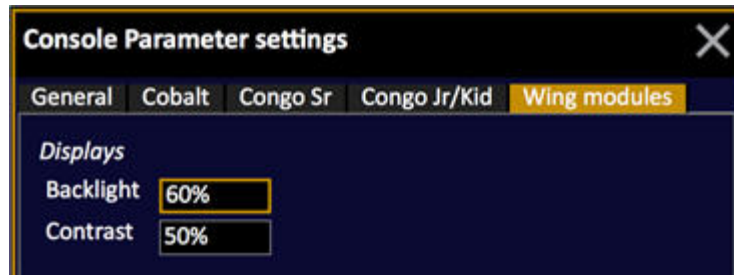 Console Parameter settings
General Cobalt Congo Sr Congo Jr/Kid Wing modules
Displays
Backlight 60%
Contrast 50%